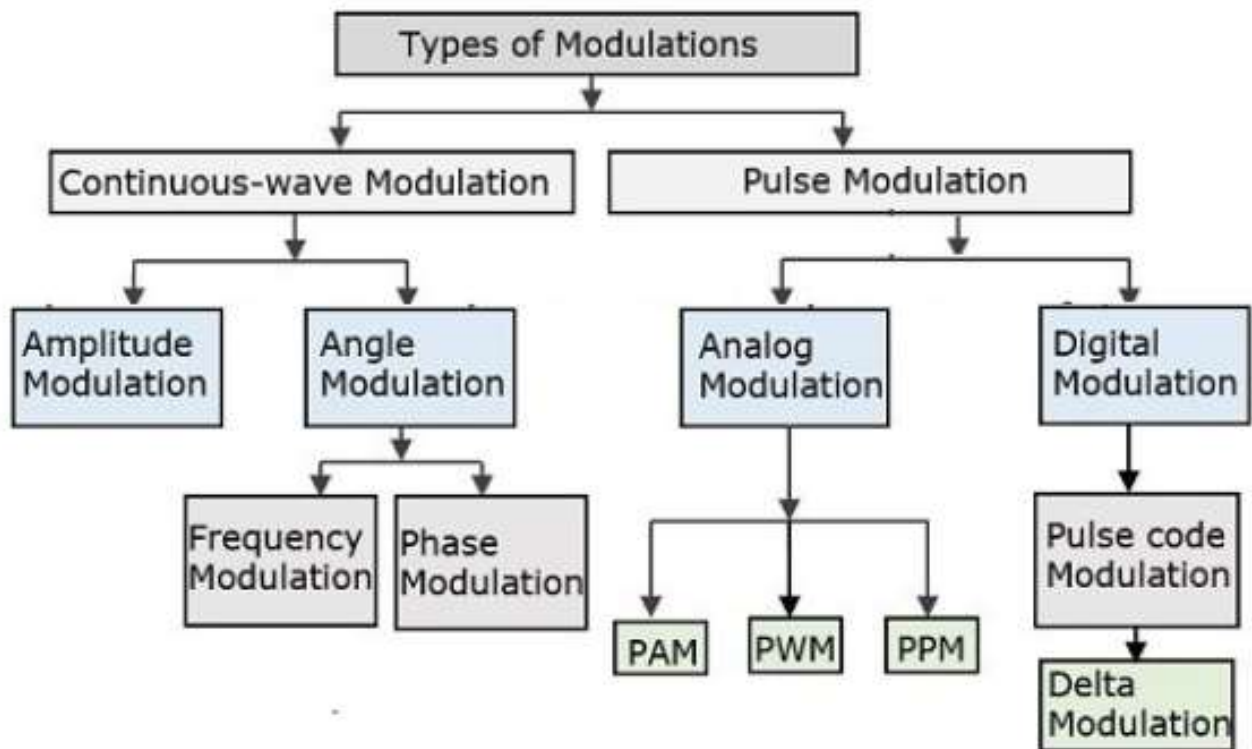 Types of Modulations
Continuous-wave Modulation
Pulse Modulation
Amplitude
Modulation
Angle
Modulation
Analog
Modulation
Digital
Modulation
Frequency
Modulation
Phase
Modulation
Pulse code
Modulation
PAM
PWM
PPM
Delta
Modulation